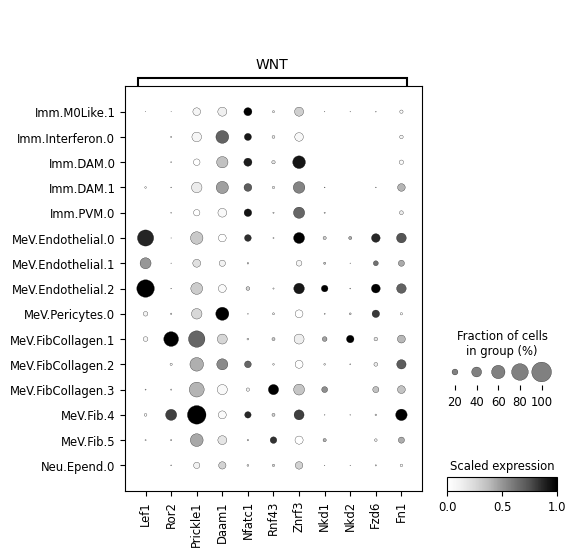 WNT
Imm.M0Like.1
Imm.Interferon.0
Imm.DAM.0
Imm.DAM.1
Imm.PVM.0
MeV.Endothelial.0
MeV.Endothelial.1
MeV.Endothelial.2
MeV.Pericytes.0
MeV.FibCollagen.1
MeV.FibCollagen.2
MeV.FibCollagen.3
MeV.Fib.4
MeV.Fib.5
Neu.Epend.0
Lef1 Ror2 Prickle1 Daam1 Nfatc1 Rnf43 Znrf3 Nkd1 Nkd2 Fzd6 Fn1
Fraction of cells
in group (%)
20 40 60 80 100
Scaled expression
0.0 0.5 1.0